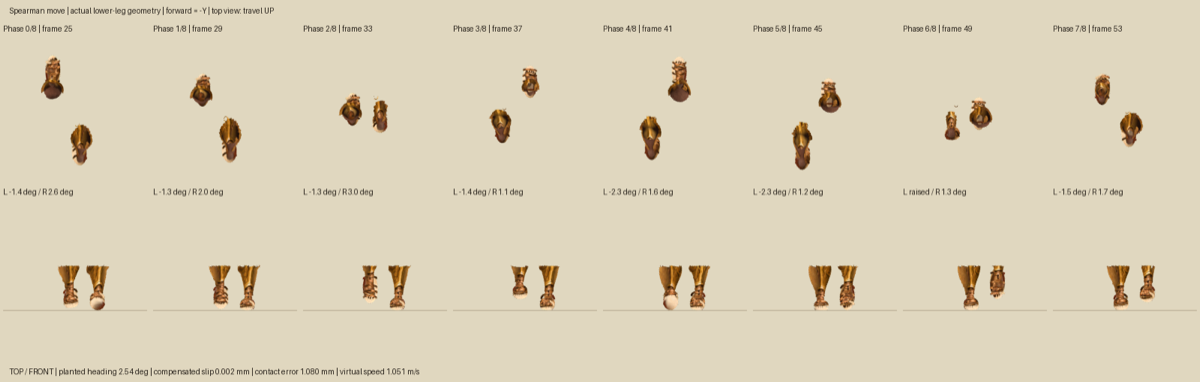 Spearman move | actual lower-leg geometry | forward = -Y | top view: travel UP
Phase 0/8 | frame 25
Phase 1/8 | frame 29
Phase 2/8 | frame 33
Phase 3/8 | frame 37
Phase 4/8 | frame 41
Phase 5/8 | frame 45
Phase 6/8 | frame 49
Phase 7/8 | frame 53
L -1.4 deg / R 2.6 deg
L -1.3 deg / R 2.0 deg
L -1.3 deg / R 3.0 deg
L -1.4 deg / R 1.1 deg
L -2.3 deg / R 1.6 deg
L -2.3 deg / R 1.2 deg
L raised / R 1.3 deg
L -1.5 deg / R 1.7 deg
TOP / FRONT | planted heading 2.54 deg | compensated slip 0.002 mm | contact error 1.080 mm | virtual speed 1.051 m/s